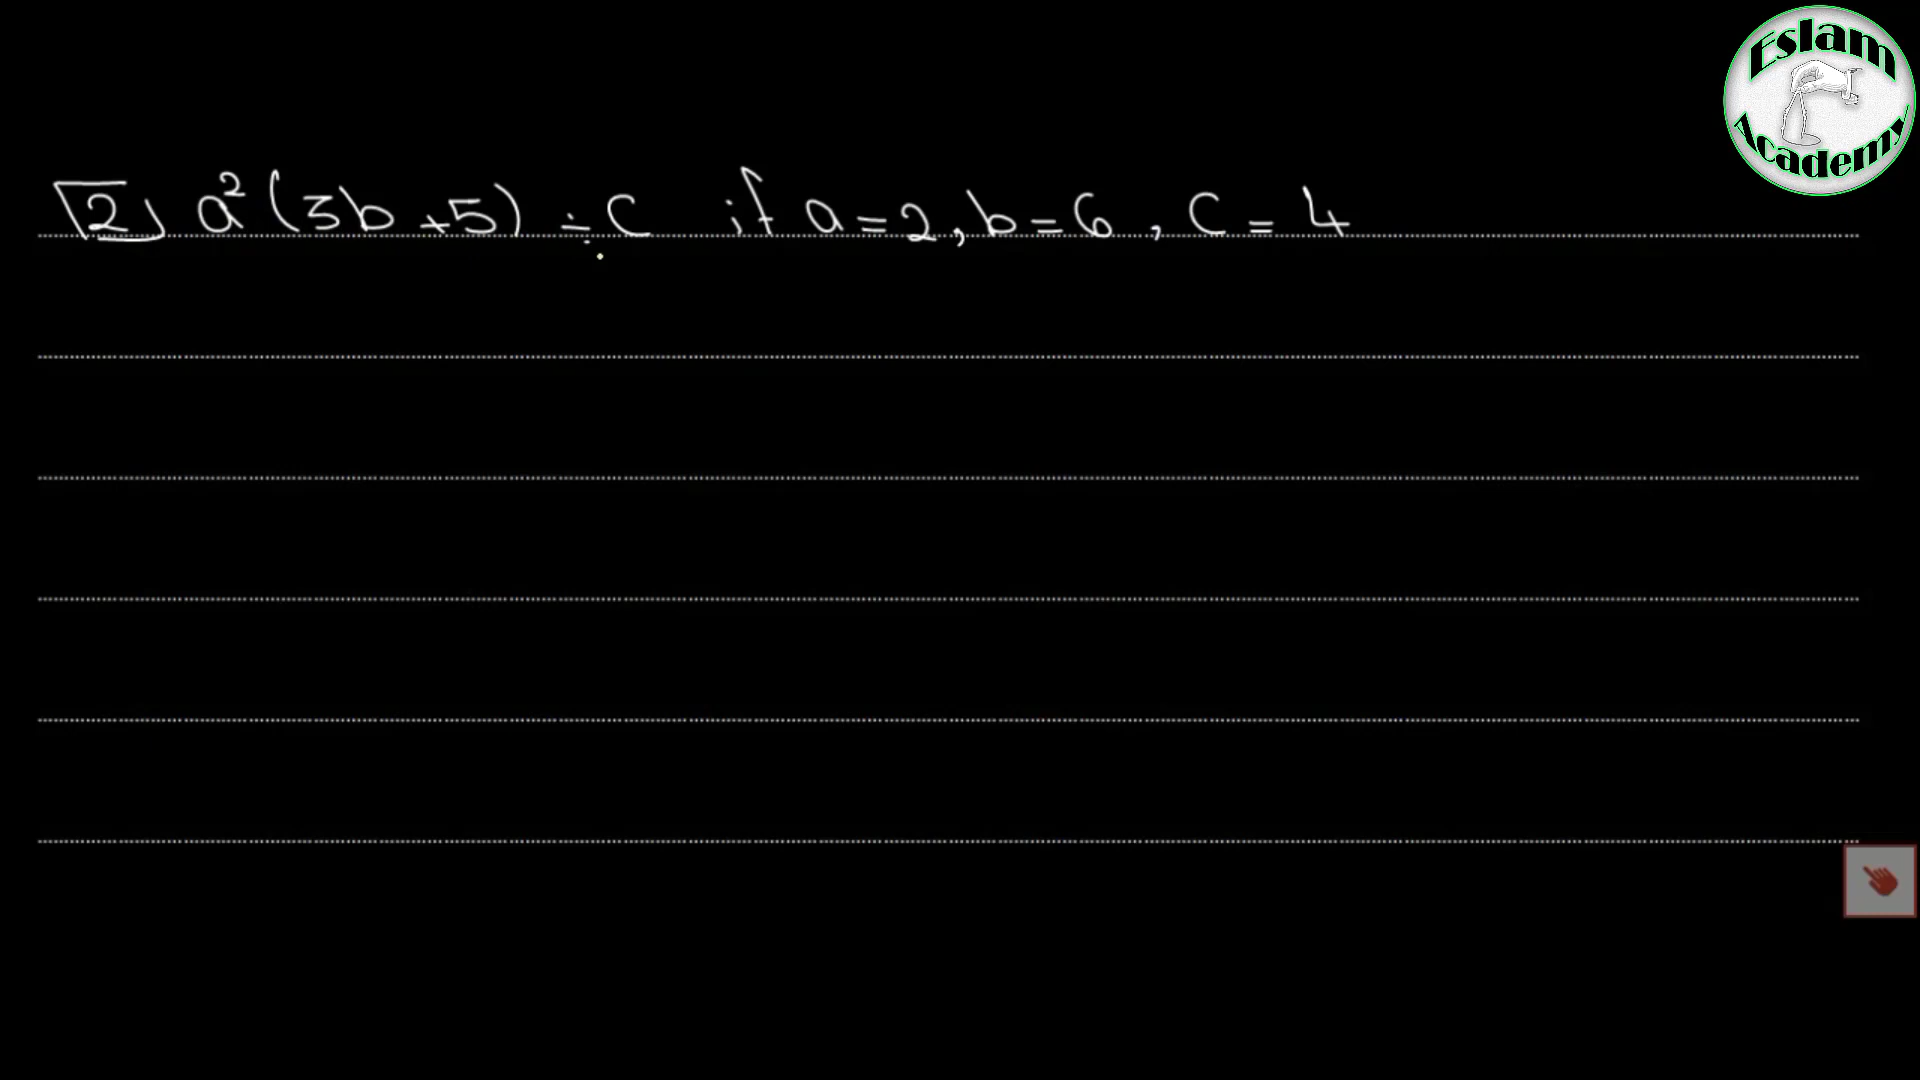 Eslam
Academy
2 a² (3b+5) ÷ c if a=2, b=6, c=4